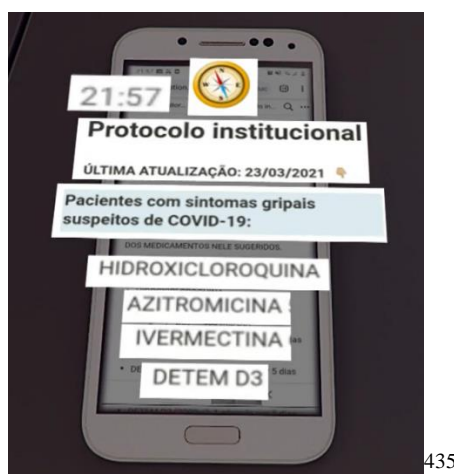 21:57
Protocolo institucional
ÚLTIMA ATUALIZAÇÃO: 23/03/2021
Pacientes com sintomas gripais
suspeitos de COVID-19:
DOS MEDICAMENTOS NELE SUGERIDOS.
HIDROXICLOROQUINA
AZITROMICINA
IVERMECTINA
DETEM D3
5 dias
435